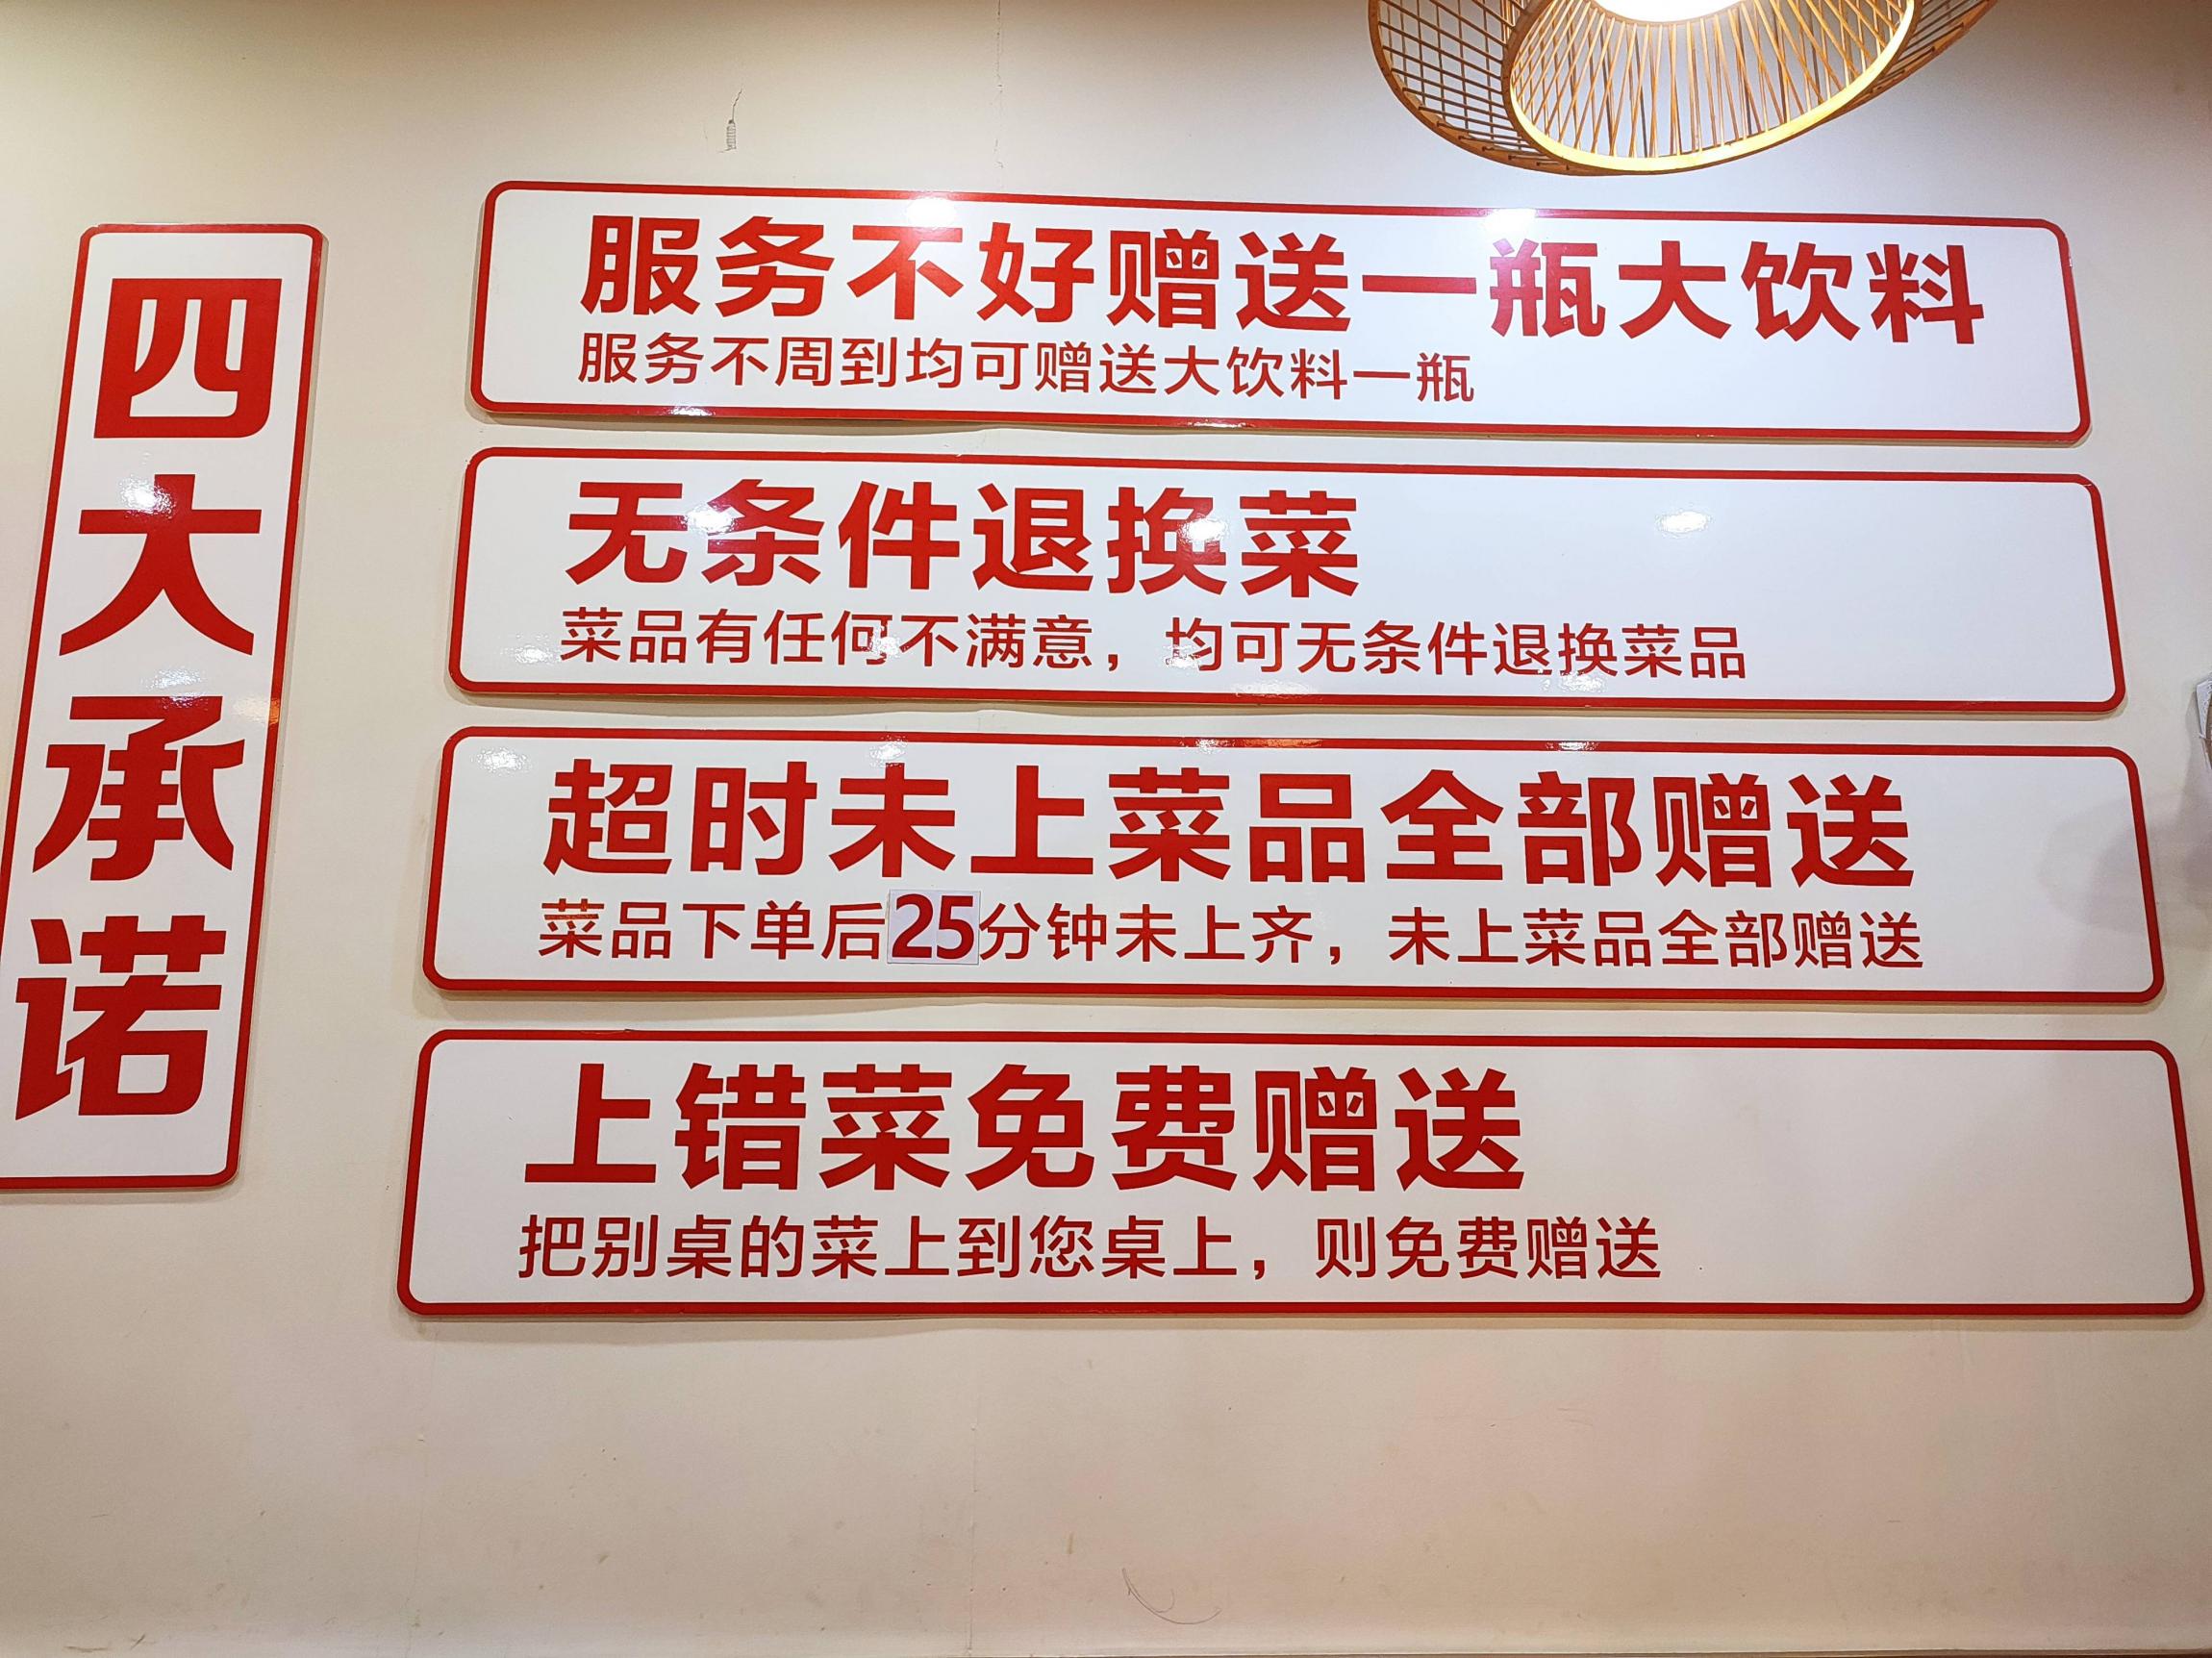 四大承诺
服务不好赠送一瓶大饮料
服务不周到均可赠送大饮料一瓶
无条件退换菜
菜品有任何不满意，均可无条件退换菜品
超时未上菜品全部赠送
菜品下单后25分钟未上齐，未上菜品全部赠送
上错菜免费赠送
把别桌的菜上到您桌上，则免费赠送